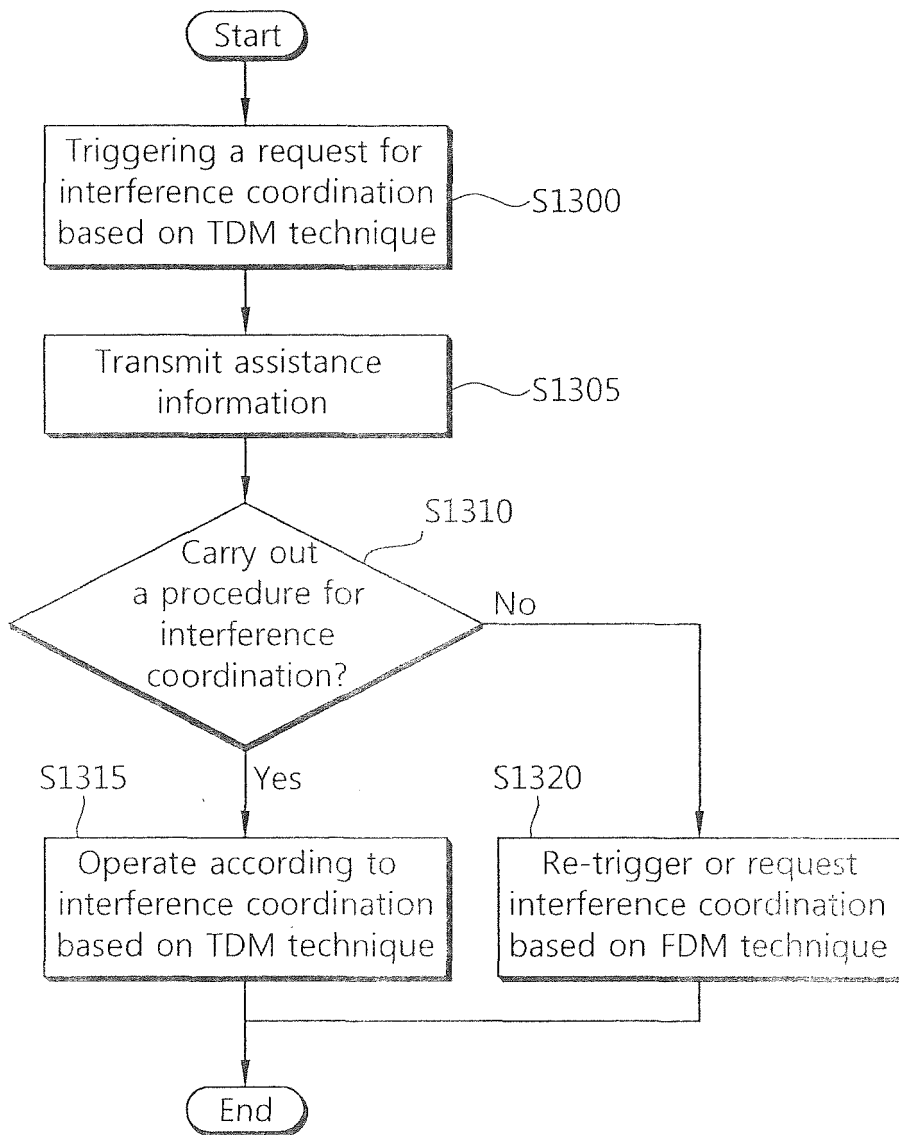 Start
Triggering a request for
interference coordination
based on TDM technique
S1300
Transmit assistance
information
S1305
S1310
Carry out
a procedure for
interference
coordination?
No
Yes
S1315
Operate according to
interference coordination
based on TDM technique
S1320
Re-trigger or request
interference coordination
based on FDM technique
End